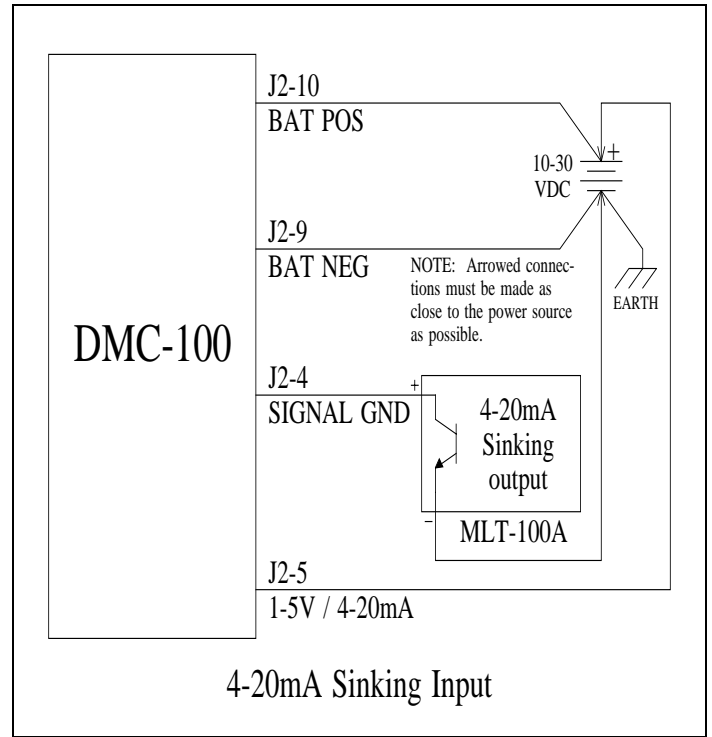 J2-10
BAT POS
+
10-30
VDC
J2-9
BAT NEG
NOTE: Arrowed connec-
tions must be made as
close to the power source
as possible.
EARTH
DMC-100
J2-4
SIGNAL GND
+
4-20mA
Sinking
output
−
MLT-100A
J2-5
1-5V / 4-20mA
4-20mA Sinking Input